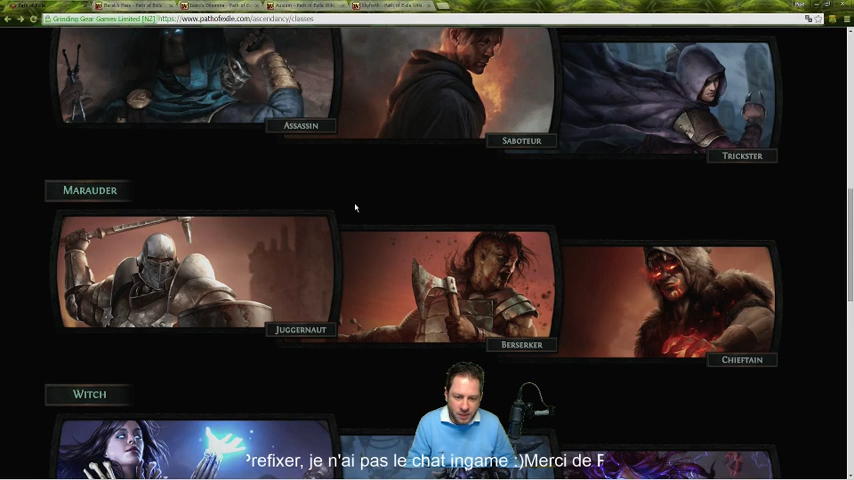 Grinding Gear Games Limited [NZ] https://www.pathofexile.com/ascendancy/classes
ASSASSIN
SABOTEUR
TRICKSTER
MARAUDER
JUGGERNAUT
BERSERKER
CHIEFTAIN
WITCH
Prefixer, je n'ai pas le chat ingame :)Merci de F